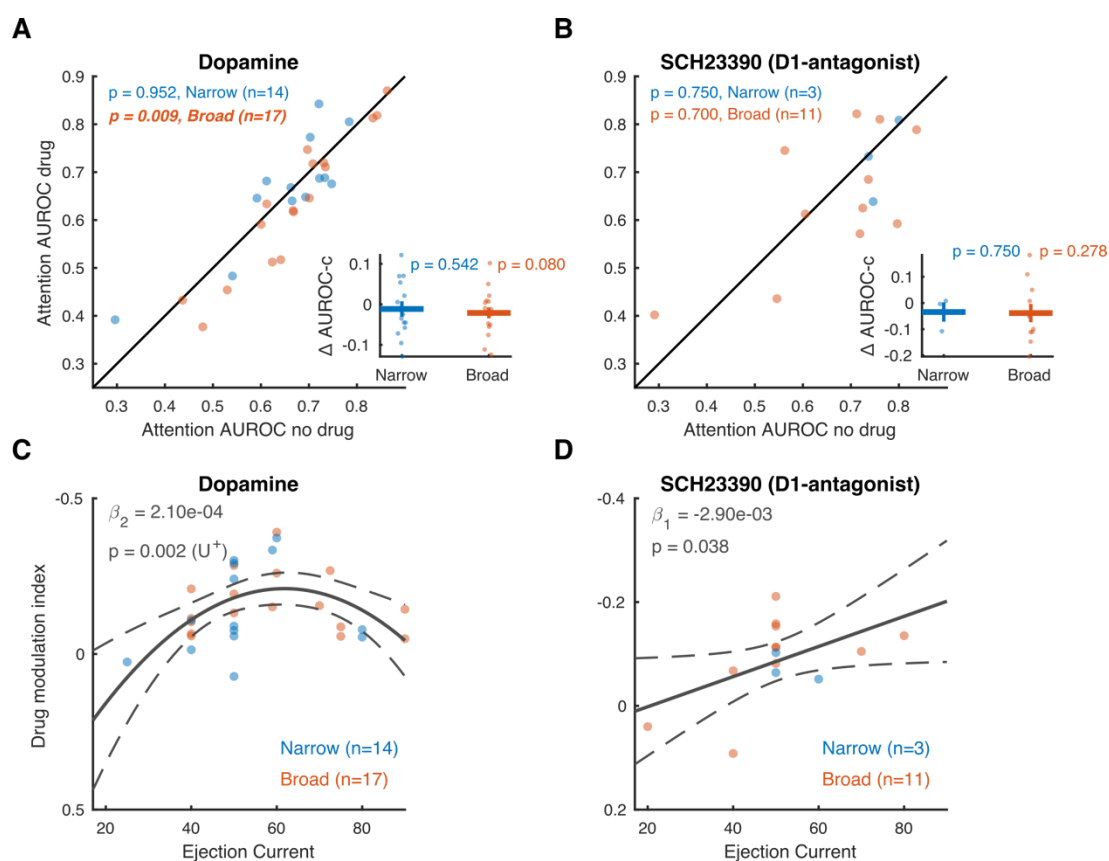 A
Dopamine
p = 0.952, Narrow (n=14)
p = 0.009, Broad (n=17)
Attention AUROC drug
0.9
0.8
0.7
0.6
0.5
0.4
0.3
0.3 0.4 0.5 0.6 0.7 0.8
Attention AUROC no drug
Δ AUROC-c
p = 0.542
p = 0.080
0.1
0
-0.1
Narrow Broad
B
SCH23390 (D1-antagonist)
p = 0.750, Narrow (n=3)
p = 0.700, Broad (n=11)
0.9
0.8
0.7
0.6
0.5
0.4
0.3
0.3 0.4 0.5 0.6 0.7 0.8
Attention AUROC no drug
Δ AUROC-c
p = 0.750
p = 0.278
0.1
0
-0.1
-0.2
Narrow Broad
C
Dopamine
β2 = 2.10e-04
p = 0.002 (U+)
Drug modulation index
-0.5
0
0.5
Narrow (n=14)
Broad (n=17)
20 40 60 80
Ejection Current
D
SCH23390 (D1-antagonist)
β1 = -2.90e-03
p = 0.038
-0.4
-0.2
0
0.2
Narrow (n=3)
Broad (n=11)
20 40 60 80
Ejection Current